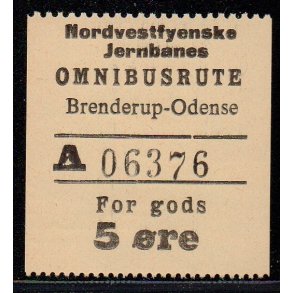 Nordvestfyenske
Jernbanes
OMNIBUSRUTE
Brenderup-Odense
A 06376
For gods
5 øre